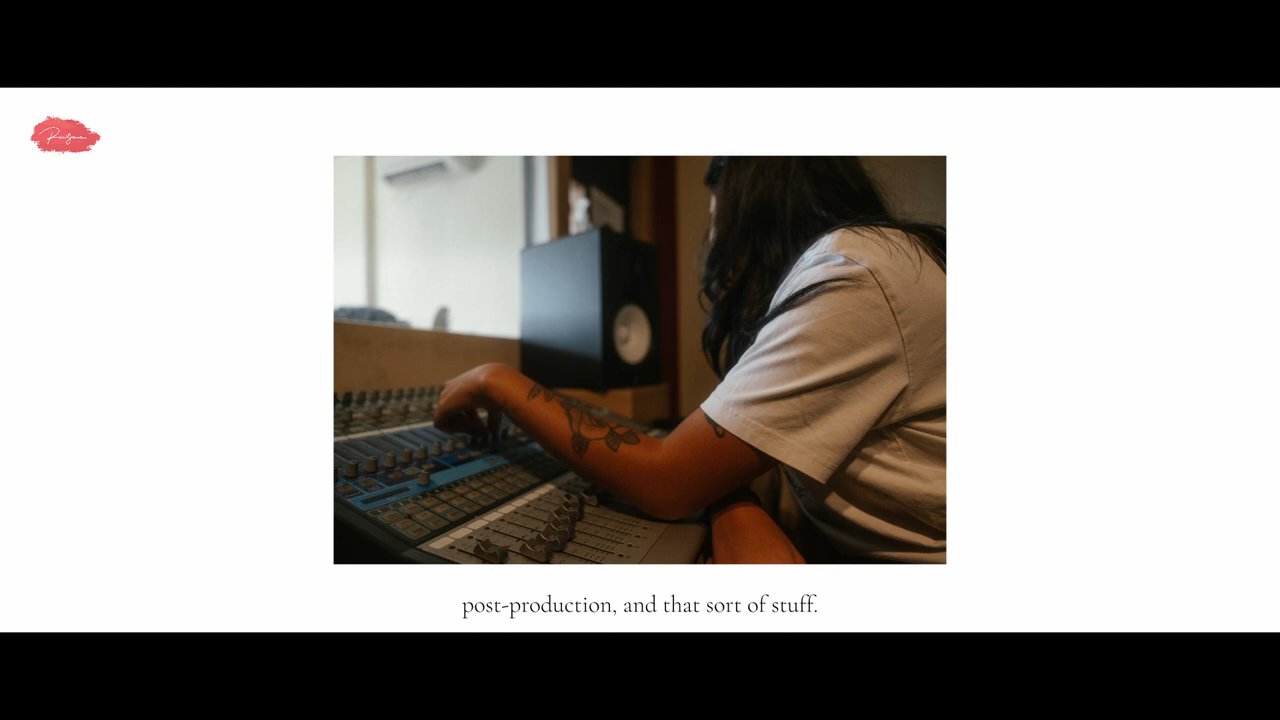 post-production, and that sort of stuff.